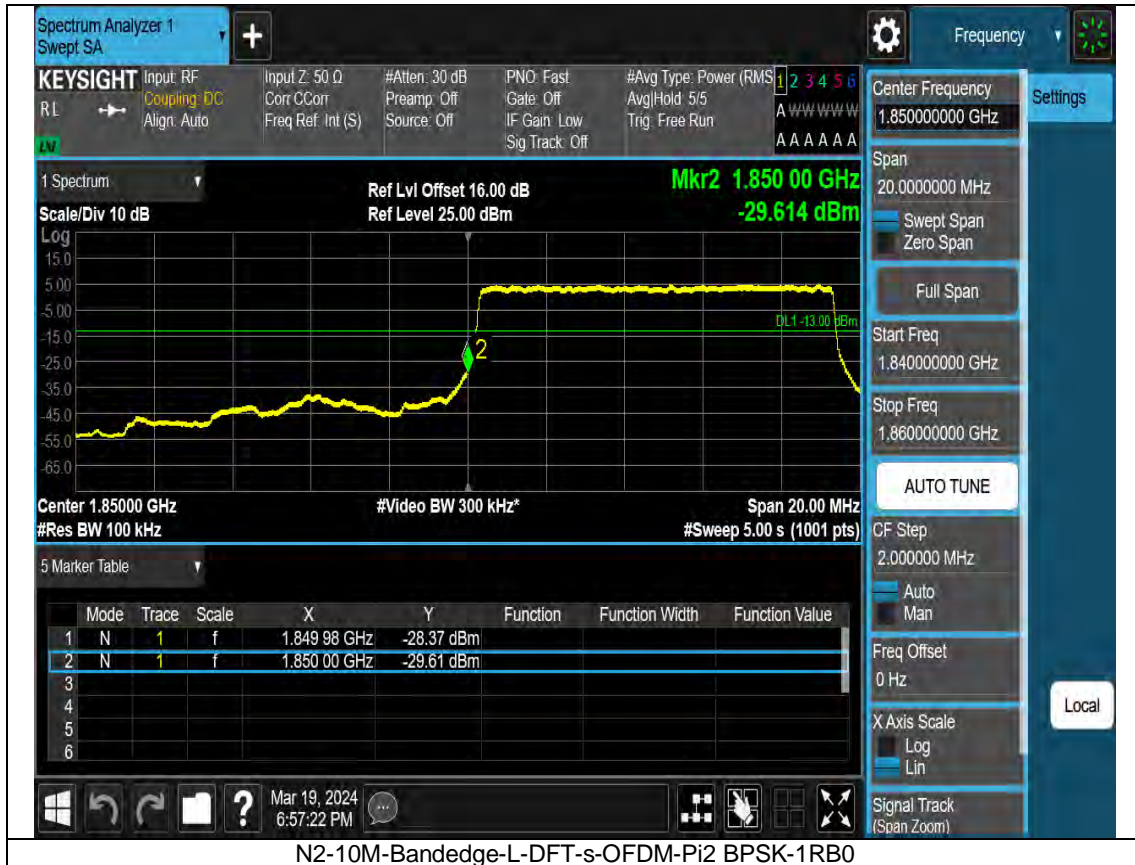 Spectrum Analyzer 1
Swept SA
Frequency
KEYSIGHT
RL
Input: RF
Coupling: DC
Align: Auto
Input Z: 50 Ω
Corr CCorr
Freq Ref: Int (S)
#Atten: 30 dB
Preamp: Off
Source: Off
PNO: Fast
Gate: Off
IF Gain: Low
Sig Track: Off
#Avg Type: Power (RMS
Avg|Hold: 5/5
Trig: Free Run
1 2 3 4 5 6
A W W W W W
A A A A A A
1 Spectrum
Scale/Div 10 dB
Ref Lvl Offset 16.00 dB
Ref Level 25.00 dBm
Mkr2 1.850 00 GHz
-29.614 dBm
Log
15.0
5.00
-5.00
DL1 -13.00 dBm
-15.0
2
-25.0
-35.0
-45.0
-55.0
-65.0
Center 1.85000 GHz
#Video BW 300 kHz*
Span 20.00 MHz
#Res BW 100 kHz
#Sweep 5.00 s (1001 pts)
5 Marker Table
Mode Trace Scale X Y Function Function Width Function Value
1 N 1 f 1.849 98 GHz -28.37 dBm
2 N 1 f 1.850 00 GHz -29.61 dBm
3
4
5
6
Mar 19, 2024
6:57:22 PM
Center Frequency
1.850000000 GHz
Settings
Span
20.0000000 MHz
Swept Span
Zero Span
Full Span
Start Freq
1.840000000 GHz
Stop Freq
1.860000000 GHz
AUTO TUNE
CF Step
2.000000 MHz
Auto
Man
Freq Offset
0 Hz
Local
X Axis Scale
Log
Lin
Signal Track
(Span Zoom)
N2-10M-Bandedge-L-DFT-s-OFDM-Pi2 BPSK-1RB0